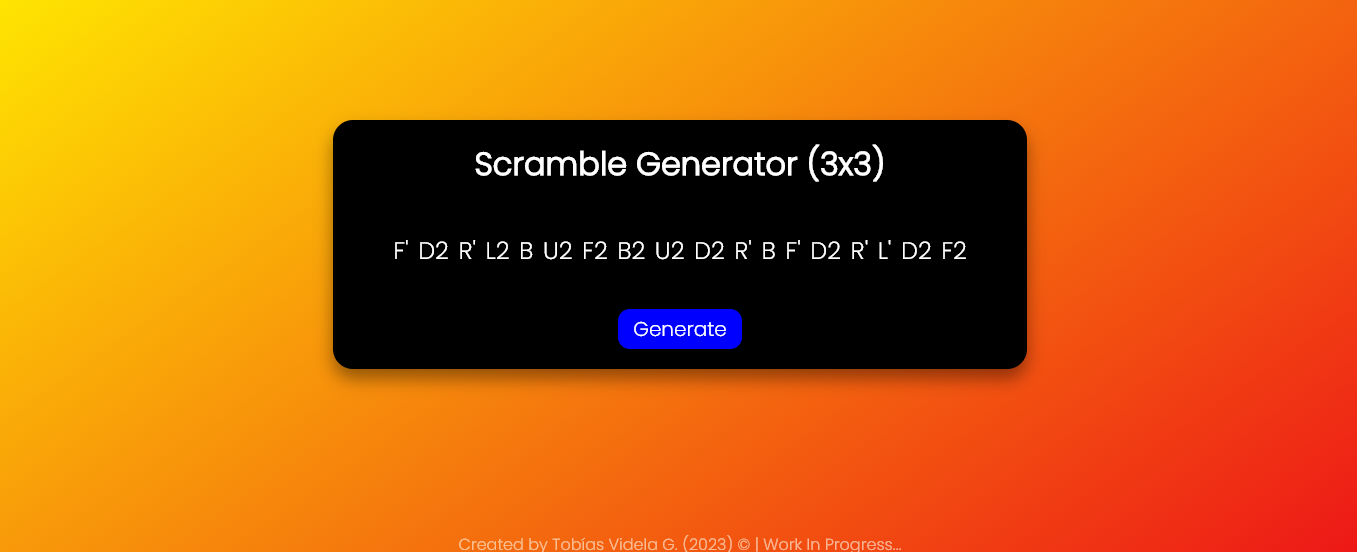 Scramble Generator (3x3)
F' D2 R' L2 B U2 F2 B2 U2 D2 R' B F' D2 R' L' D2 F2
Generate
Created by Tobías Videla G. (2023) © | Work In Progress...